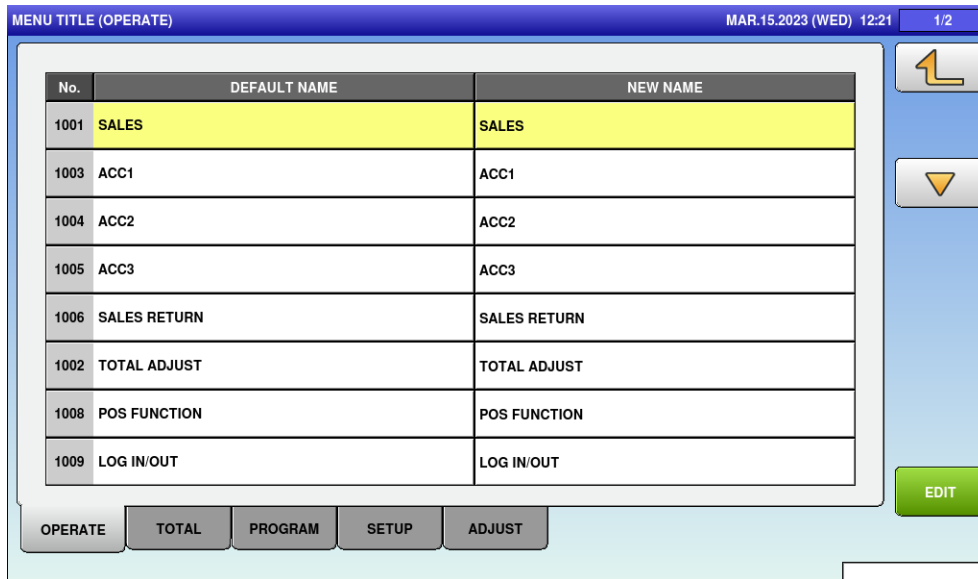 MENU TITLE (OPERATE) MAR.15.2023 (WED) 12:21 1/2
No. DEFAULT NAME NEW NAME
1001 SALES SALES
1003 ACC1 ACC1
1004 ACC2 ACC2
1005 ACC3 ACC3
1006 SALES RETURN SALES RETURN
1002 TOTAL ADJUST TOTAL ADJUST
1008 POS FUNCTION POS FUNCTION
1009 LOG IN/OUT LOG IN/OUT
EDIT
OPERATE TOTAL PROGRAM SETUP ADJUST